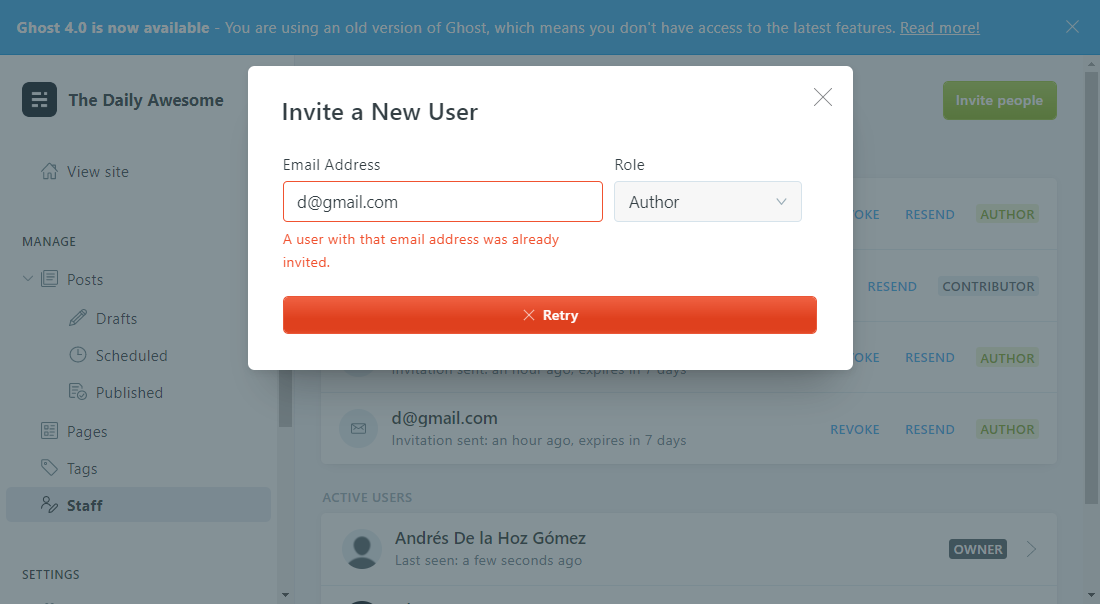 Ghost 4.0 is now available - You are using an old version of Ghost, which means you don't have access to the latest features. Read more!
The Daily Awesome
Invite people
View site
MANAGE
Posts
Drafts
Scheduled
Published
Pages
Tags
Staff
SETTINGS
Invite a New User
Email Address
Role
d@gmail.com
Author
A user with that email address was already
invited.
Retry
RESEND AUTHOR
RESEND CONTRIBUTOR
RESEND AUTHOR
Invitation sent: an hour ago, expires in 7 days
d@gmail.com
Invitation sent: an hour ago, expires in 7 days
REVOKE RESEND AUTHOR
ACTIVE USERS
Andrés De la Hoz Gómez
Last seen: a few seconds ago
OWNER